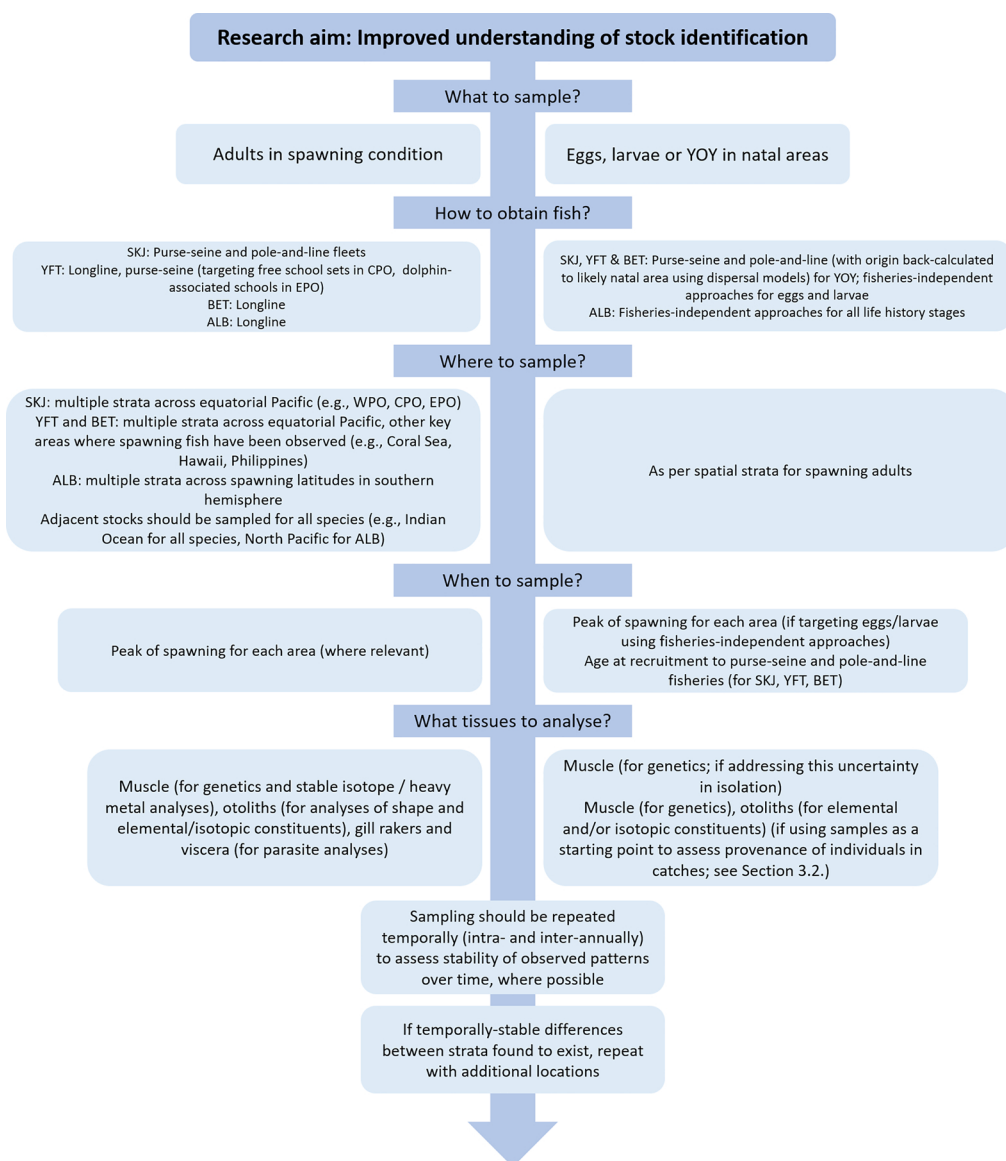 Research aim: Improved understanding of stock identification
What to sample?
Adults in spawning condition
Eggs, larvae or YOY in natal areas
How to obtain fish?
SKJ: Purse-seine and pole-and-line fleets
YFT: Longline, purse-seine (targeting free school sets in CPO, dolphin-
associated schools in EPO)
BET: Longline
ALB: Longline
SKJ, YFT & BET: Purse-seine and pole-and-line (with origin back-calculated
to likely natal area using dispersal models) for YOY; fisheries-independent
approaches for eggs and larvae
ALB: Fisheries-independent approaches for all life history stages
Where to sample?
SKJ: multiple strata across equatorial Pacific (e.g., WPO, CPO, EPO)
YFT and BET: multiple strata across equatorial Pacific, other key
areas where spawning fish have been observed (e.g., Coral Sea,
Hawaii, Philippines)
ALB: multiple strata across spawning latitudes in southern
hemisphere
Adjacent stocks should be sampled for all species (e.g., Indian
Ocean for all species, North Pacific for ALB)
As per spatial strata for spawning adults
When to sample?
Peak of spawning for each area (where relevant)
Peak of spawning for each area (if targeting eggs/larvae
using fisheries-independent approaches)
Age at recruitment to purse-seine and pole-and-line
fisheries (for SKJ, YFT, BET)
What tissues to analyse?
Muscle (for genetics and stable isotope / heavy
metal analyses), otoliths (for analyses of shape and
elemental/isotopic constituents), gill rakers and
viscera (for parasite analyses)
Muscle (for genetics; if addressing this uncertainty
in isolation)
Muscle (for genetics), otoliths (for elemental
and/or isotopic constituents) (if using samples as a
starting point to assess provenance of individuals in
catches; see Section 3.2.)
Sampling should be repeated
temporally (intra- and inter-annually)
to assess stability of observed patterns
over time, where possible
If temporally-stable differences
between strata found to exist, repeat
with additional locations